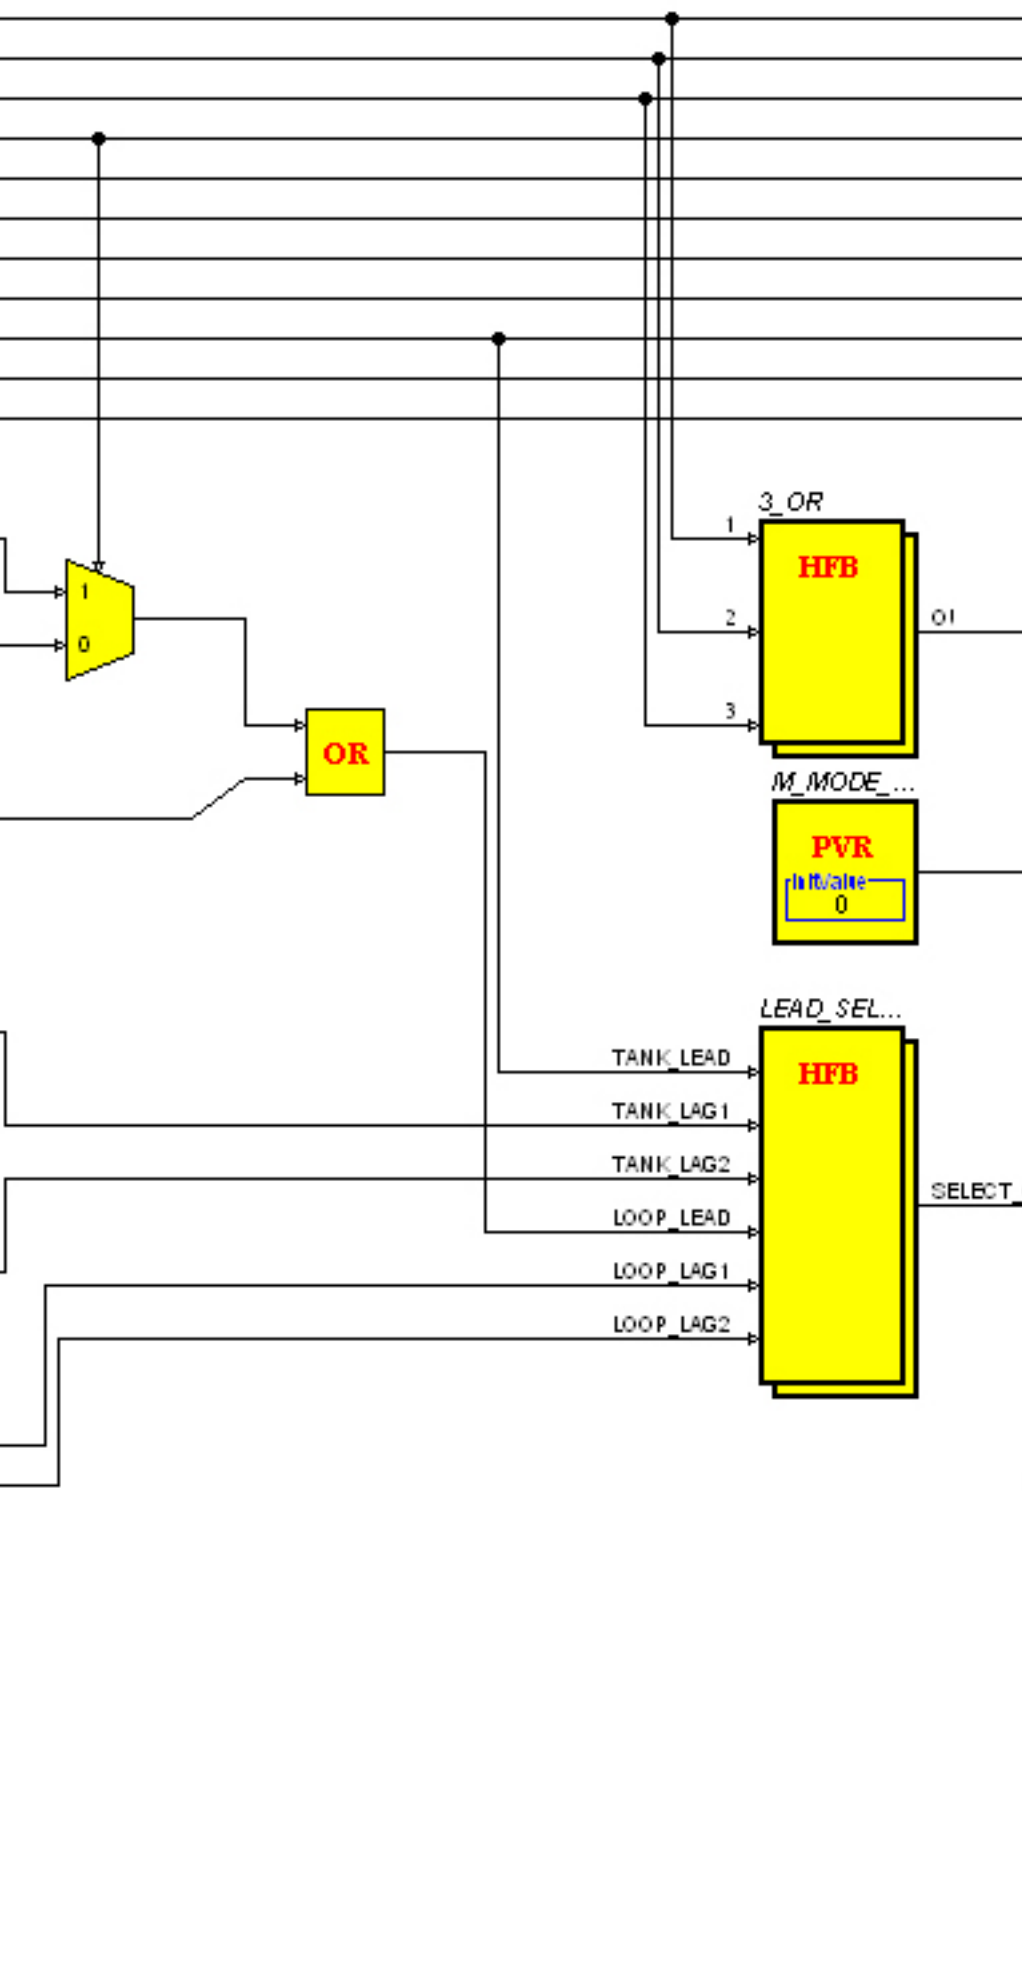 3_OR
1
HFB
1
2
0
3
OR
M_MODE_...
PVR
InitValue
0
LEAD_SEL...
TANK_LEAD
HFB
TANK_LAG1
TANK_LAG2
SELECT_
LOOP_LEAD
LOOP_LAG1
LOOP_LAG2